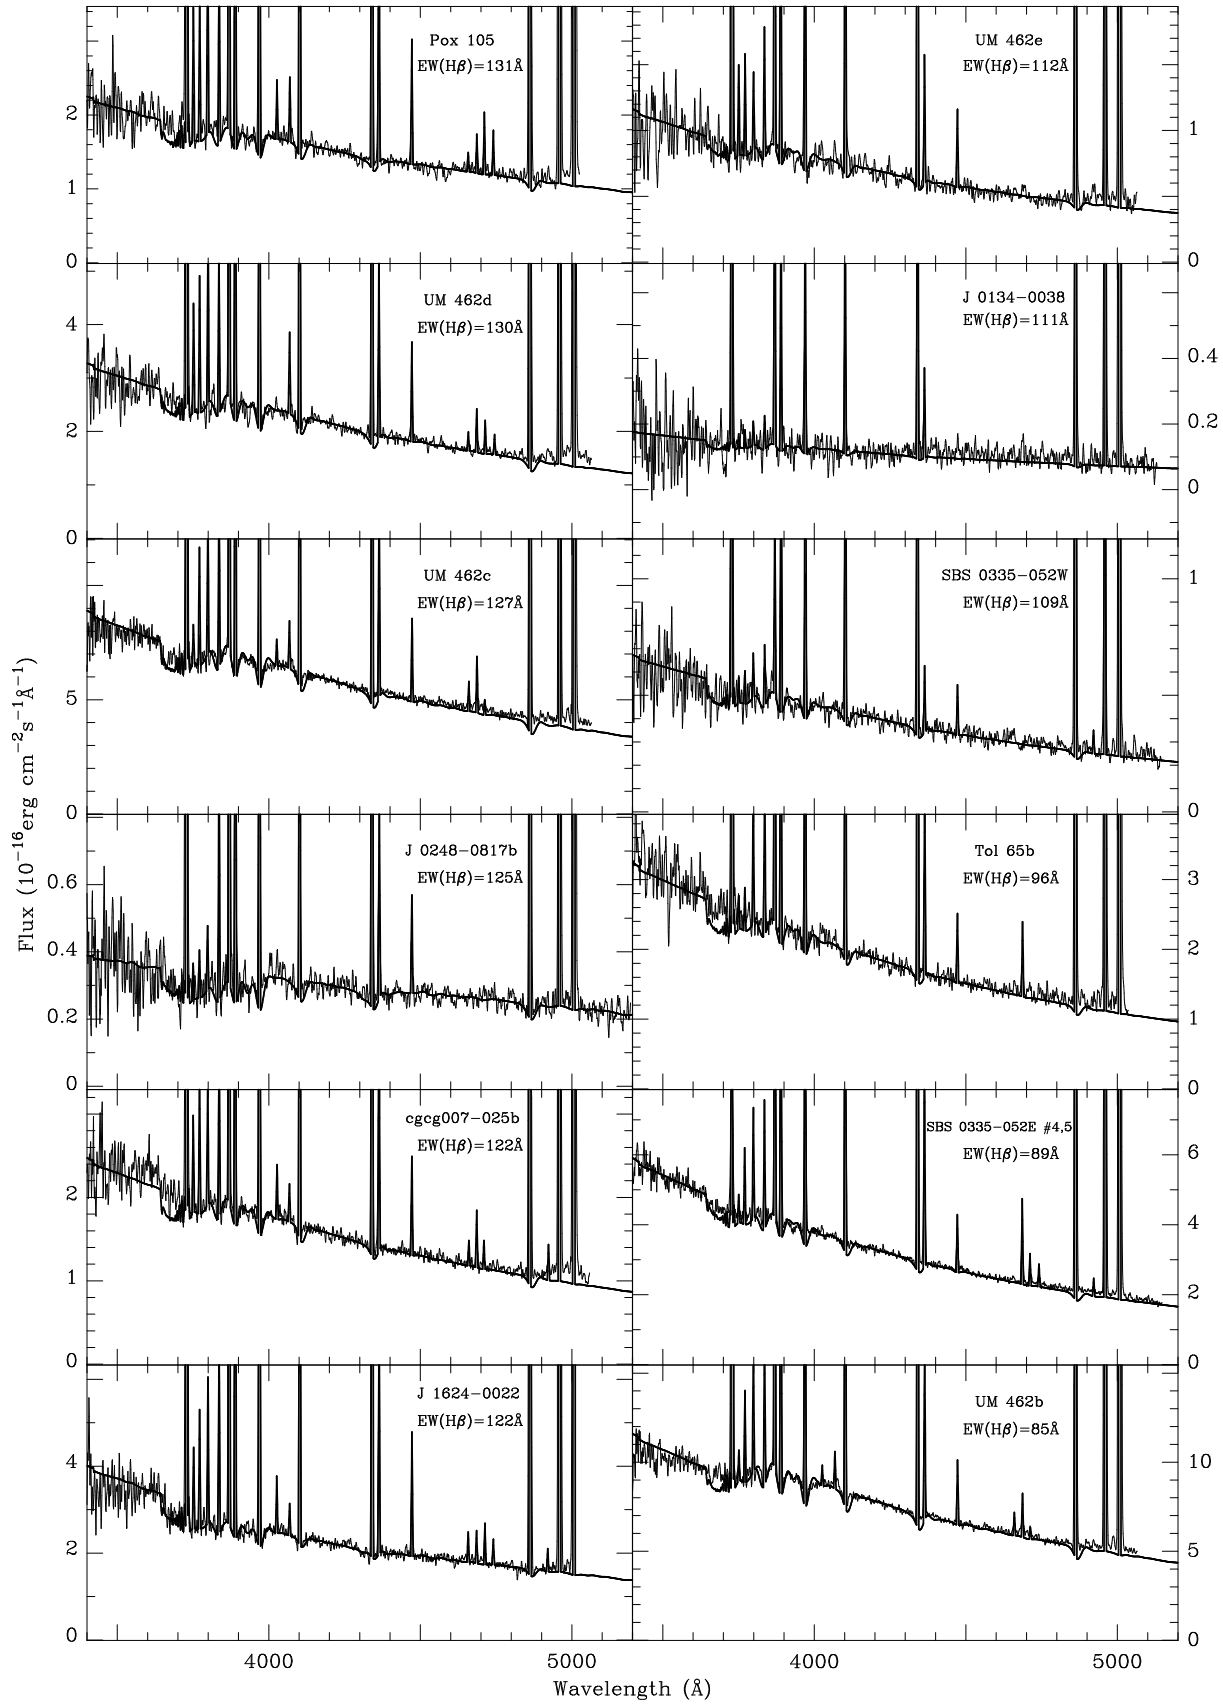 Pox 105
EW(Hβ)=131Å
2
1
0
UM 462e
EW(Hβ)=112Å
1
0
UM 462d
EW(Hβ)=130Å
4
2
0
J 0134−0038
EW(Hβ)=111Å
0.4
0.2
0
UM 462c
EW(Hβ)=127Å
5
0
SBS 0335−052W
EW(Hβ)=109Å
1
0
J 0248−0817b
EW(Hβ)=125Å
0.6
0.4
0.2
0
Tol 65b
EW(Hβ)=96Å
3
2
1
0
cgcg007−025b
EW(Hβ)=122Å
2
1
0
SBS 0335−052E #4,5
EW(Hβ)=89Å
6
4
2
0
J 1624−0022
EW(Hβ)=122Å
4
2
0
UM 462b
EW(Hβ)=85Å
10
5
0
Flux (10⁻¹⁶erg cm⁻²s⁻¹Å⁻¹)
4000 5000 4000 5000
Wavelength (Å)